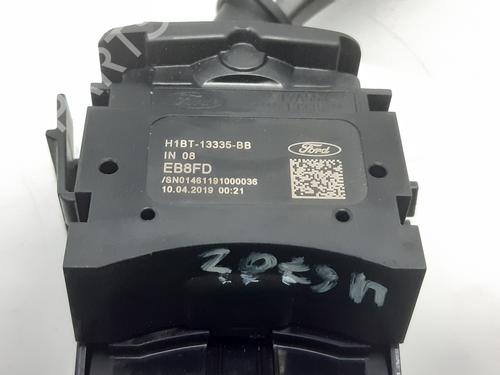 H1BT-13335-BB
IN 08
EB8FD
/SN01461191000036
10.04.2019 00:21
Ford